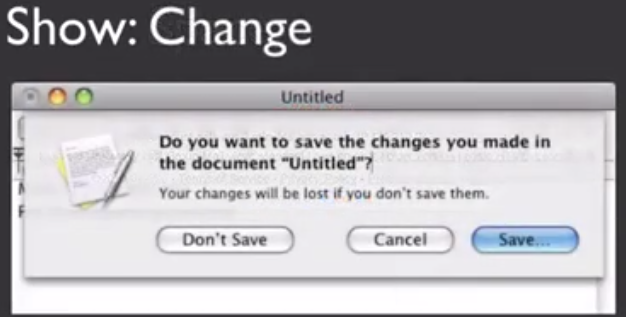 Show: Change
Untitled
Do you want to save the changes you made in
the document “Untitled”?
Your changes will be lost if you don’t save them.
Don’t Save
Cancel
Save...